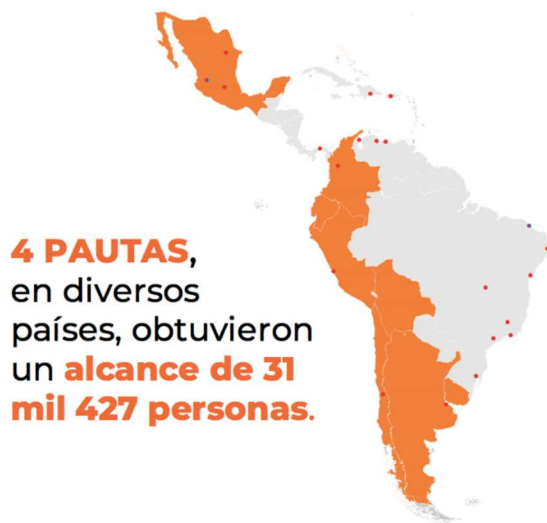 4 PAUTAS,
en diversos
países, obtuvieron
un alcance de 31
mil 427 personas.